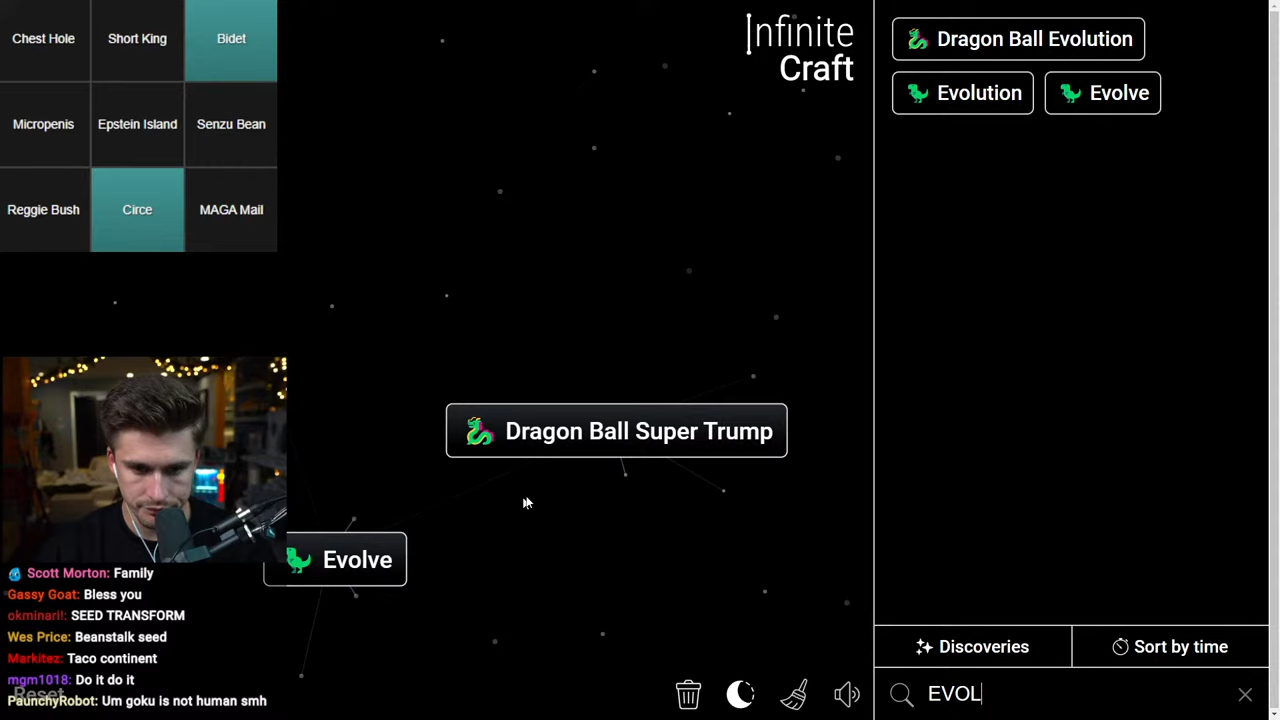 Chest Hole
Short King
Bidet
Micropenis
Epstein Island
Senzu Bean
Reggie Bush
Circe
MAGA Mail
Infinite
Craft
Dragon Ball Evolution
Evolution
Evolve
Dragon Ball Super Trump
Evolve
Scott Morton: Family
Gassy Goat: Bless you
okminari!: SEED TRANSFORM
Wes Price: Beanstalk seed
Markitez: Taco continent
mgm1018: Do it do it
Reset
PaunchyRobot: Um goku is not human smh
Discoveries
Sort by time
EVOL